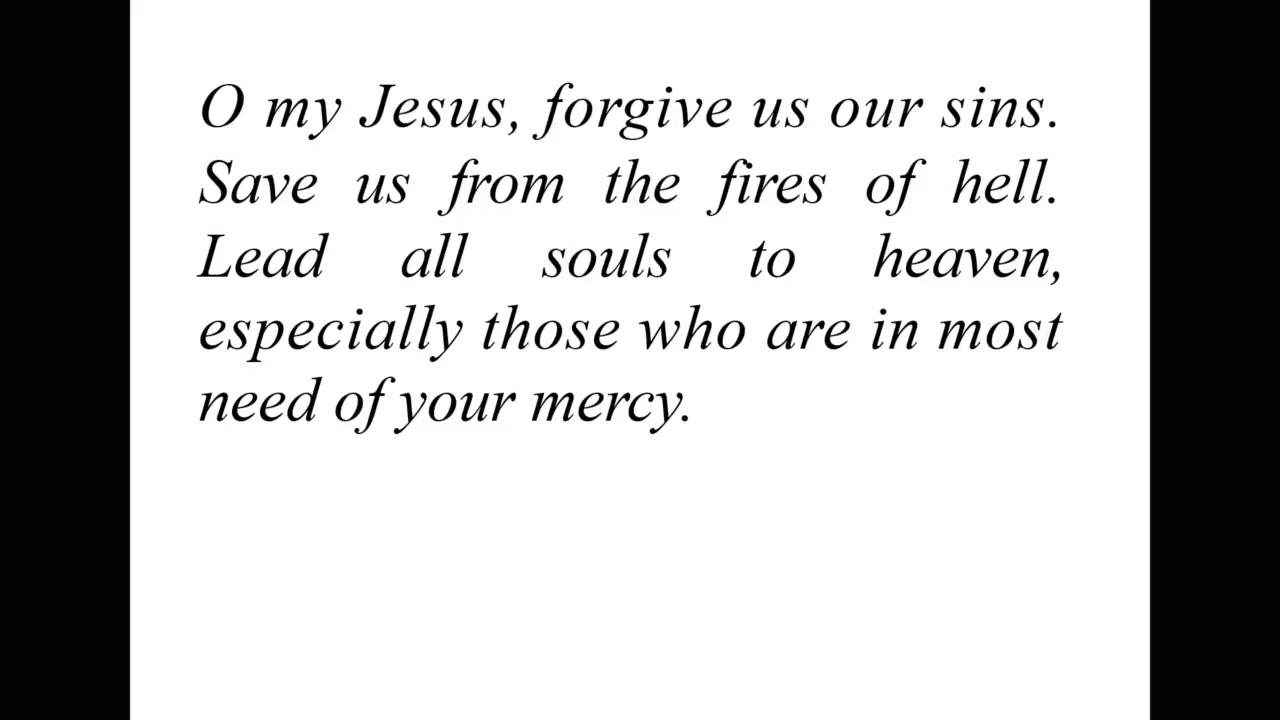 O my Jesus, forgive us our sins.
Save us from the fires of hell.
Lead all souls to heaven,
especially those who are in most
need of your mercy.